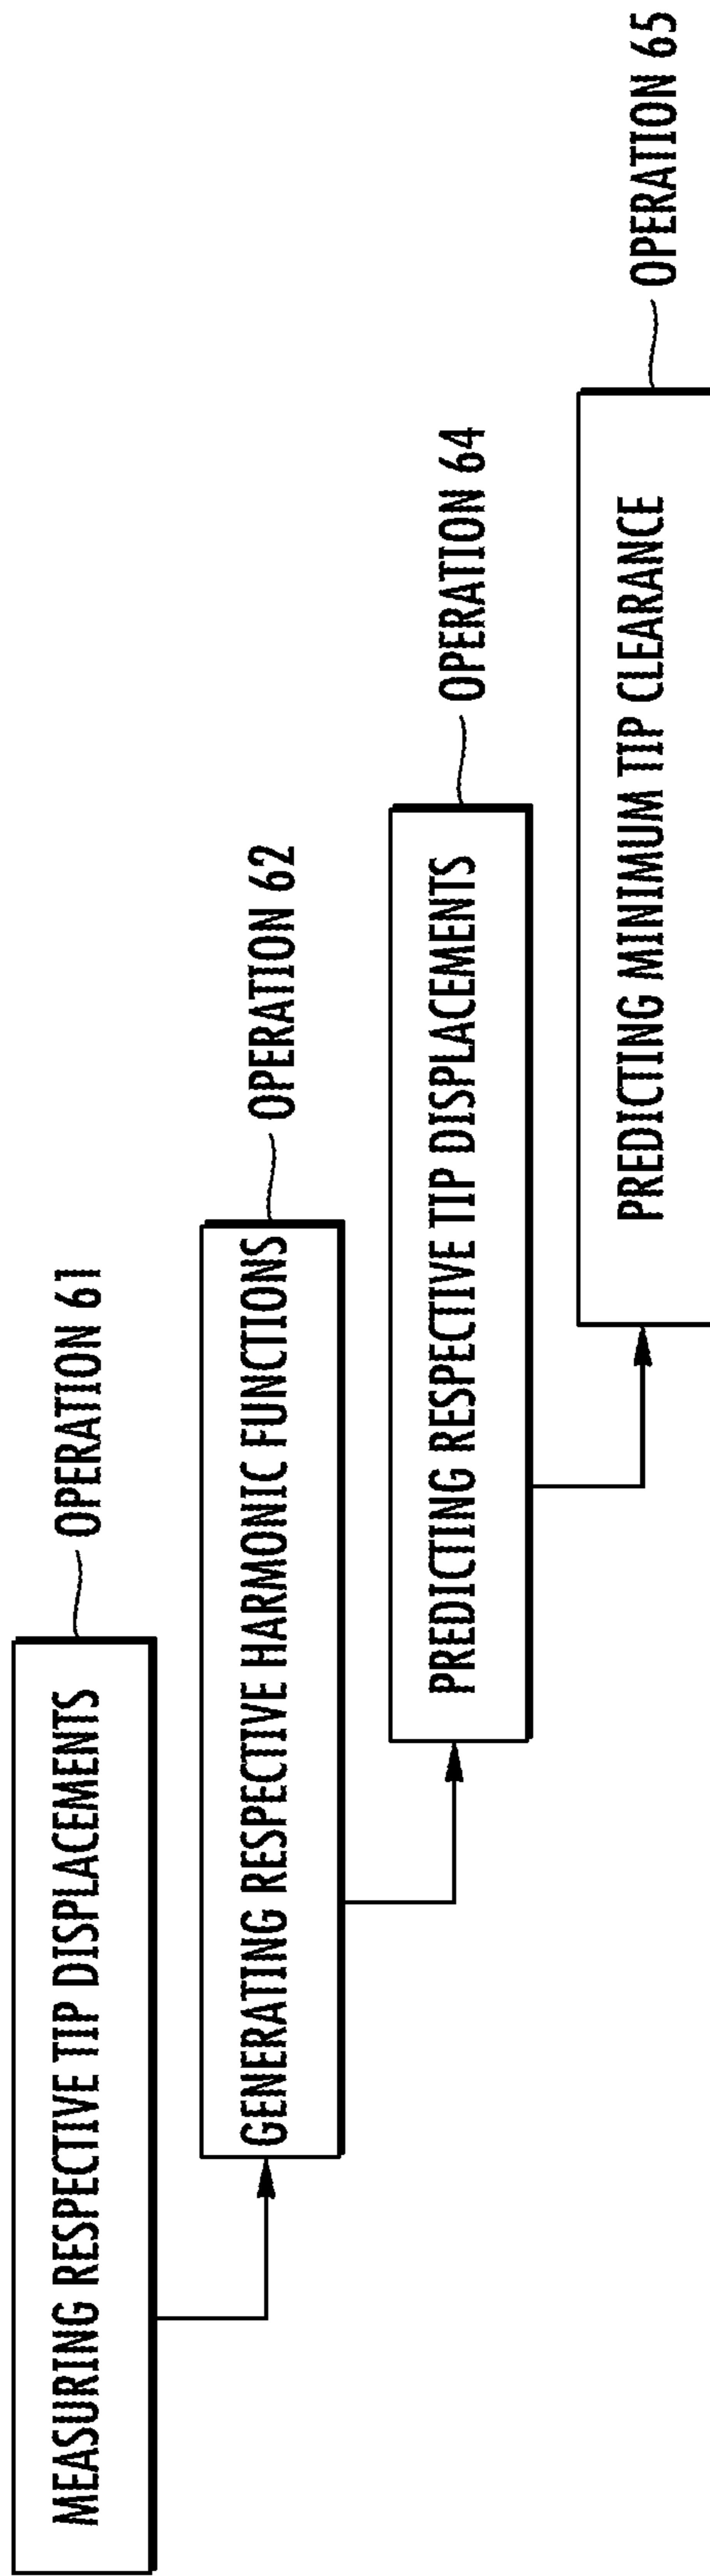 MEASURING RESPECTIVE TIP DISPLACEMENTS
OPERATION 61
GENERATING RESPECTIVE HARMONIC FUNCTIONS
OPERATION 62
PREDICTING RESPECTIVE TIP DISPLACEMENTS
OPERATION 64
PREDICTING MINIMUM TIP CLEARANCE
OPERATION 65